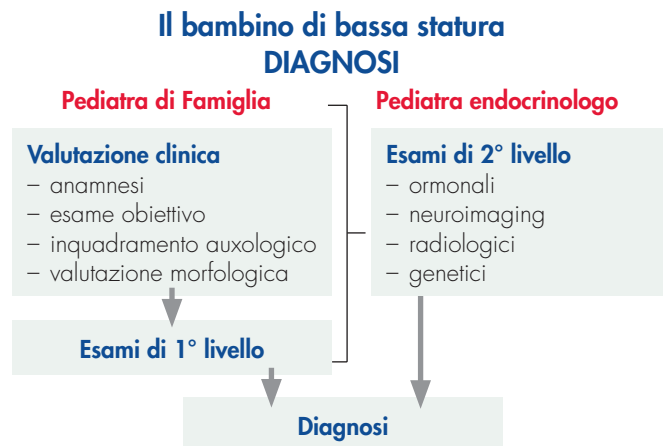 Il bambino di bassa statura
DIAGNOSI
Pediatra di Famiglia
Valutazione clinica
– anamnesi
– esame obiettivo
– inquadramento auxologico
– valutazione morfologica
Esami di 1° livello
Pediatra endocrinologo
Esami di 2° livello
– ormonali
– neuroimaging
– radiologici
– genetici
Diagnosi